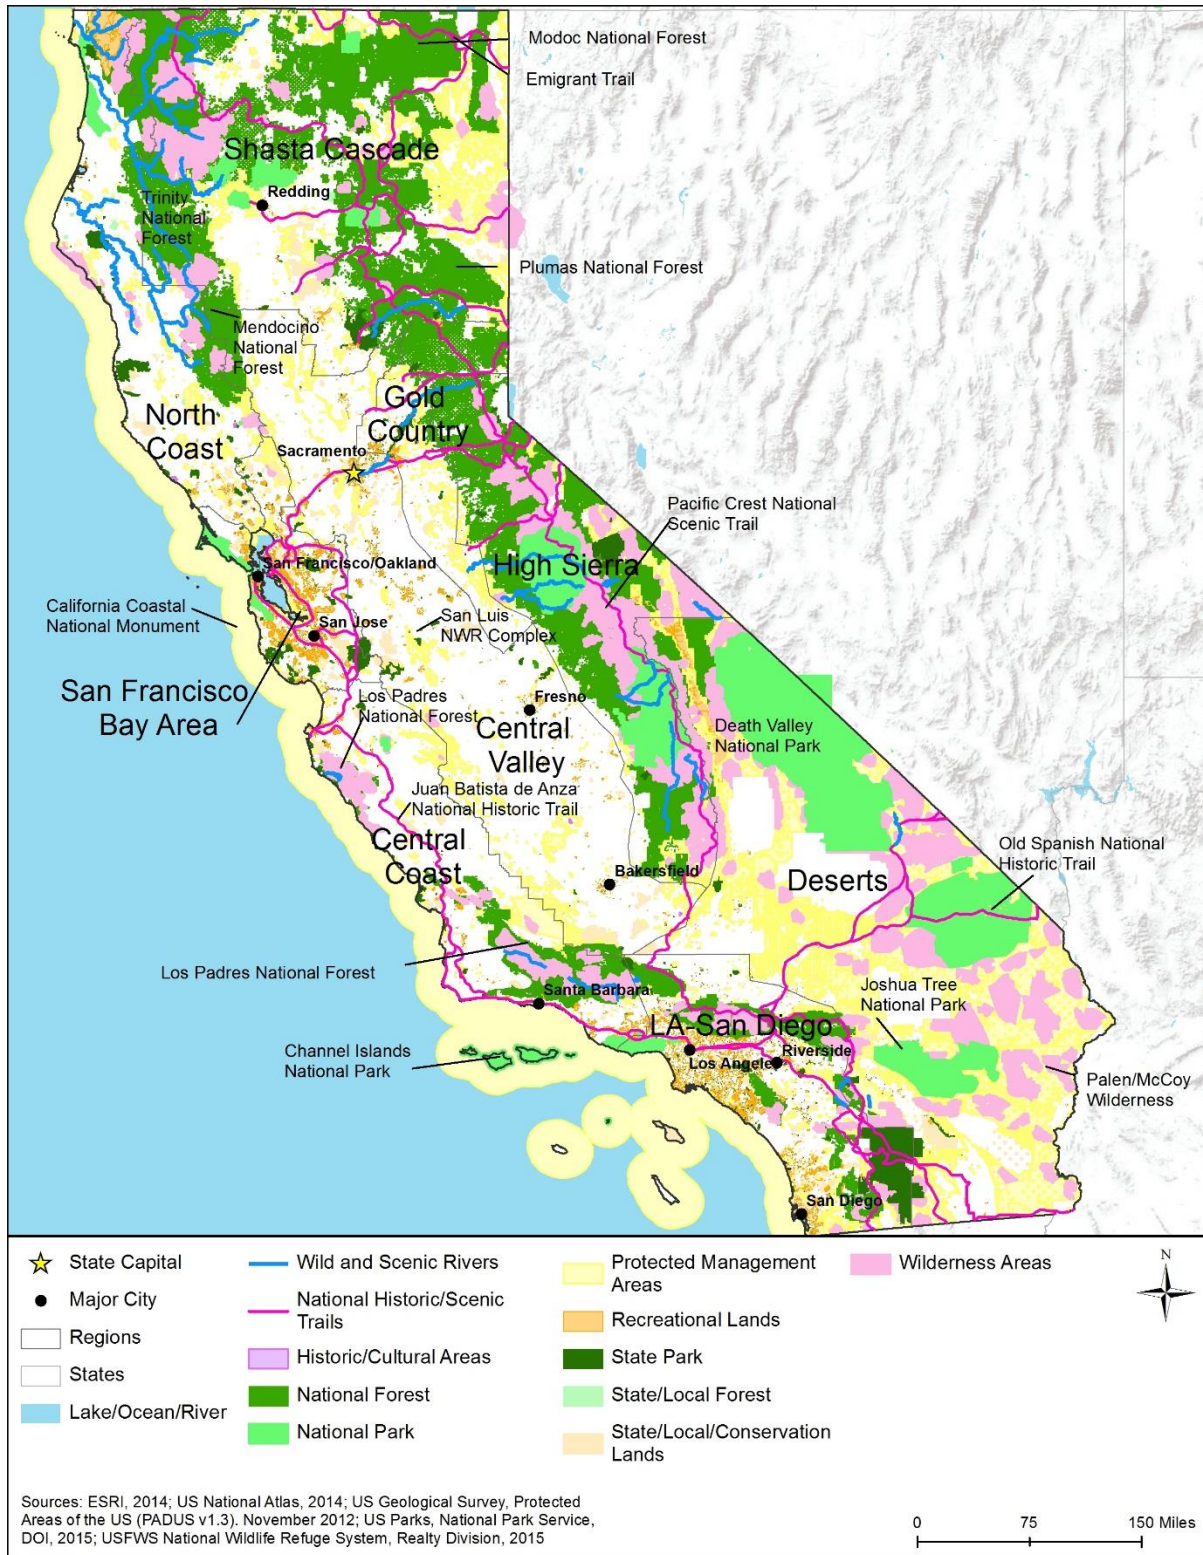 Modoc National Forest
Emigrant Trail
Shasta Cascade
Redding
Trinity
National
Forest
Plumas National Forest
Mendocino
National
Forest
North
Coast
Gold
Country
Sacramento
Pacific Crest National
Scenic Trail
High Sierra
San Francisco/Oakland
California Coastal
National Monument
San Jose
San Luis
NWR Complex
San Francisco
Bay Area
Los Padres
National Forest
Fresno
Central
Valley
Death Valley
National Park
Juan Batista de Anza
National Historic Trail
Central
Coast
Old Spanish National
Historic Trail
Bakersfield
Deserts
Los Padres National Forest
Santa Barbara
Joshua Tree
National Park
LA-San Diego
Channel Islands
National Park
Los Angeles
Riverside
Palen/McCoy
Wilderness
San Diego
State Capital
Major City
Regions
States
Lake/Ocean/River
Wild and Scenic Rivers
National Historic/Scenic
Trails
Historic/Cultural Areas
National Forest
National Park
Protected Management
Areas
Recreational Lands
State Park
State/Local Forest
State/Local/Conservation
Lands
Wilderness Areas
N
Sources: ESRI, 2014; US National Atlas, 2014; US Geological Survey, Protected
Areas of the US (PADUS v1.3). November 2012; US Parks, National Park Service,
DOI, 2015; USFWS National Wildlife Refuge System, Realty Division, 2015
0 75 150 Miles